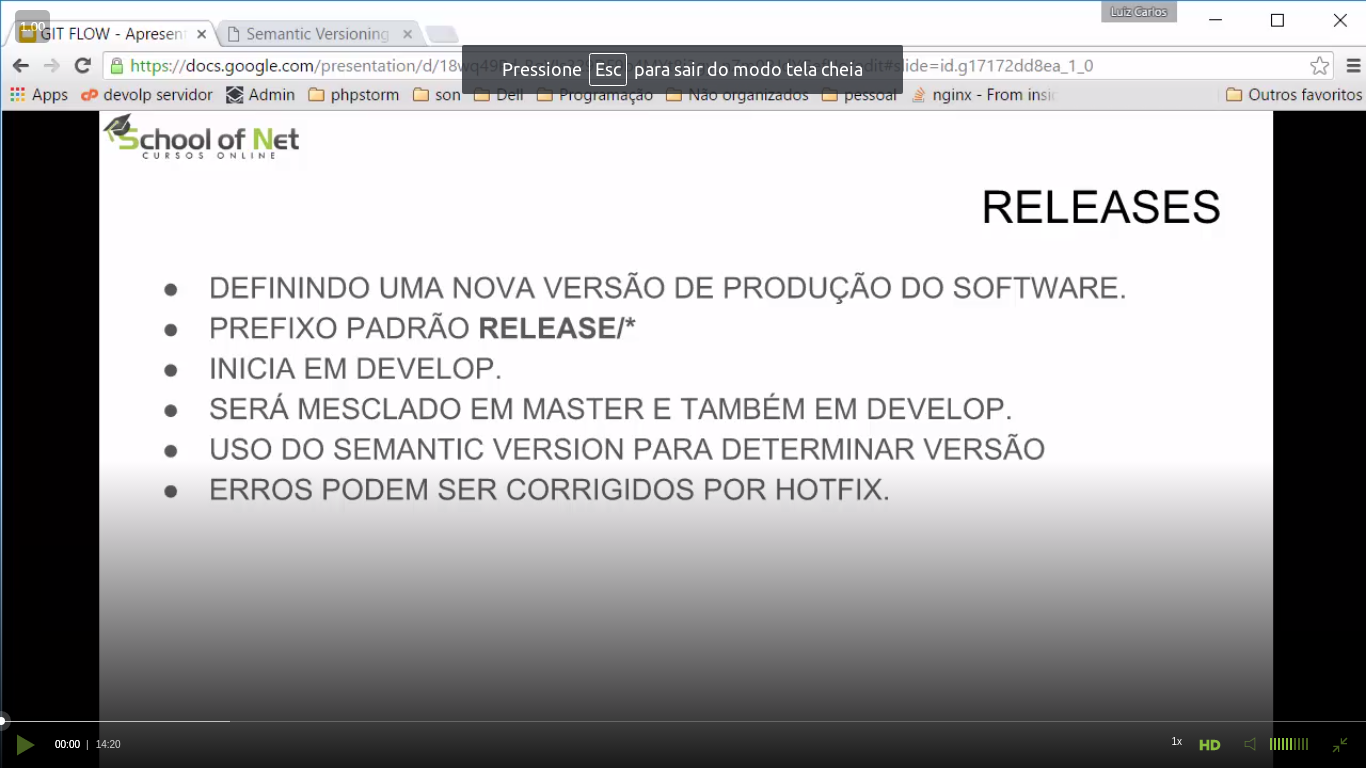 Luiz Carlos
1.00
GIT FLOW - Apresent
Semantic Versioning
https://docs.google.com/presentation/d/18
edit#slide=id.g17172dd8ea_1_0
Pressione Esc para sair do modo tela cheia
Apps devolp servidor Admin phpstorm son Dell Programação Não organizados pessoal nginx - From insid Outros favoritos
School of Net
CURSOS ONLINE
RELEASES
● DEFININDO UMA NOVA VERSÃO DE PRODUÇÃO DO SOFTWARE.
● PREFIXO PADRÃO RELEASE/*
● INICIA EM DEVELOP.
● SERÁ MESCLADO EM MASTER E TAMBÉM EM DEVELOP.
● USO DO SEMANTIC VERSION PARA DETERMINAR VERSÃO
● ERROS PODEM SER CORRIGIDOS POR HOTFIX.
00:00 | 14:20 1x HD